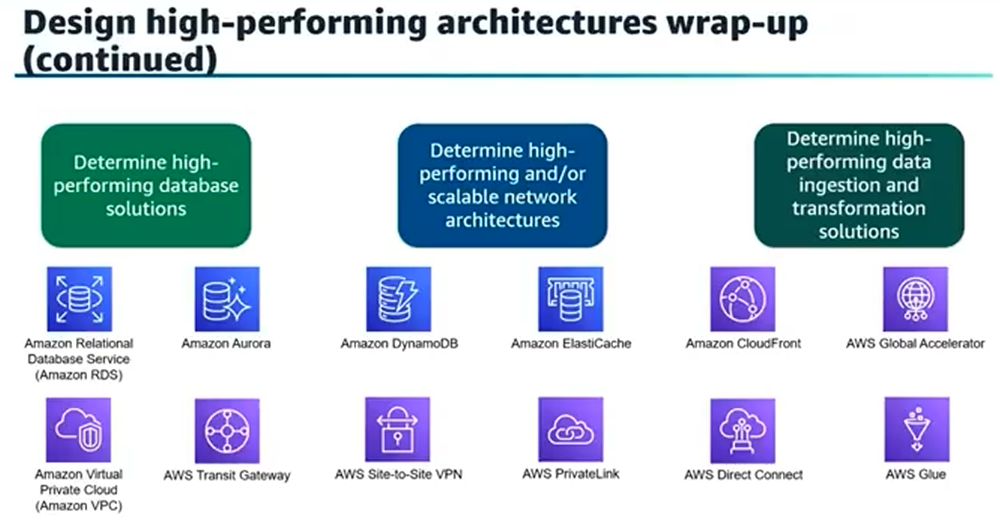 Design high-performing architectures wrap-up
(continued)
Determine high-
performing database
solutions
Determine high-
performing and/or
scalable network
architectures
Determine high-
performing data
ingestion and
transformation
solutions
Amazon Relational
Database Service
(Amazon RDS)
Amazon Aurora
Amazon DynamoDB
Amazon ElastiCache
Amazon CloudFront
AWS Global Accelerator
Amazon Virtual
Private Cloud
(Amazon VPC)
AWS Transit Gateway
AWS Site-to-Site VPN
AWS PrivateLink
AWS Direct Connect
AWS Glue